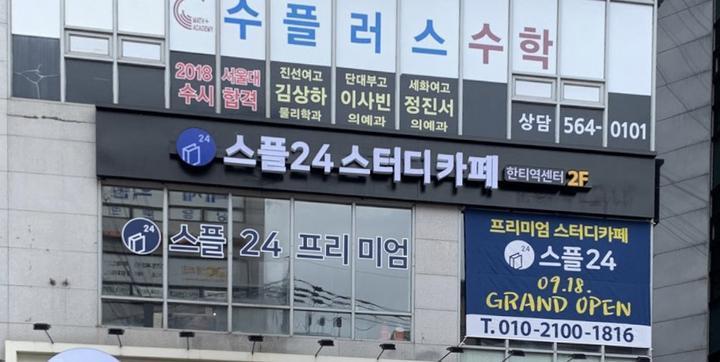 MATH+
ACADEMY
수플러스수학
2018 서울대
수시 합격
진선여고
김상하
물리학과
단대부고
이사빈
의예과
세화여고
정진서
의예과
상담 564-0101
24
스플24 스터디카페 한티역센터 2F
24
스플 24 프리미엄
프리미엄 스터디카페
24
스플24
09.18.
GRAND OPEN
T. 010-2100-1816